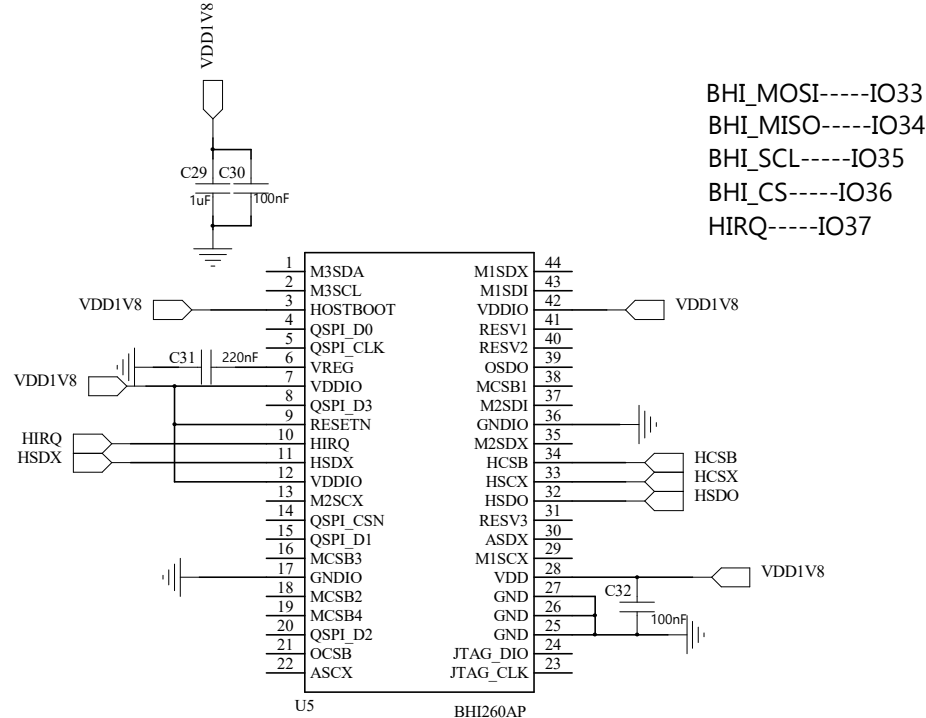 VDD1V8
BHI_MOSI-----IO33
BHI_MISO-----IO34
BHI_SCL-----IO35
BHI_CS-----IO36
HIRQ-----IO37
C29 C30
1uF 100nF
1 M3SDA M1SDX 44
2 M3SCL M1SDI 43
VDD1V8 3 HOSTBOOT VDDIO 42 VDD1V8
4 QSPI_D0 RESV1 41
5 QSPI_CLK RESV2 40
C31 220nF 6 VREG OSDO 39
VDD1V8 7 VDDIO MCSB1 38
8 QSPI_D3 M2SDI 37
9 RESETN GNDIO 36
HIRQ 10 HIRQ M2SDX 35
HSDX 11 HSDX HCSB 34 HCSB
12 VDDIO HSCX 33 HCSX
13 M2SCX HSDO 32 HSDO
14 QSPI_CSN RESV3 31
15 QSPI_D1 ASDX 30
16 MCSB3 M1SCX 29
17 GNDIO VDD 28 VDD1V8
18 MCSB2 GND 27 C32
19 MCSB4 GND 26 100nF
20 QSPI_D2 GND 25
21 OCSB JTAG_DIO 24
22 ASCX JTAG_CLK 23
U5 BHI260AP